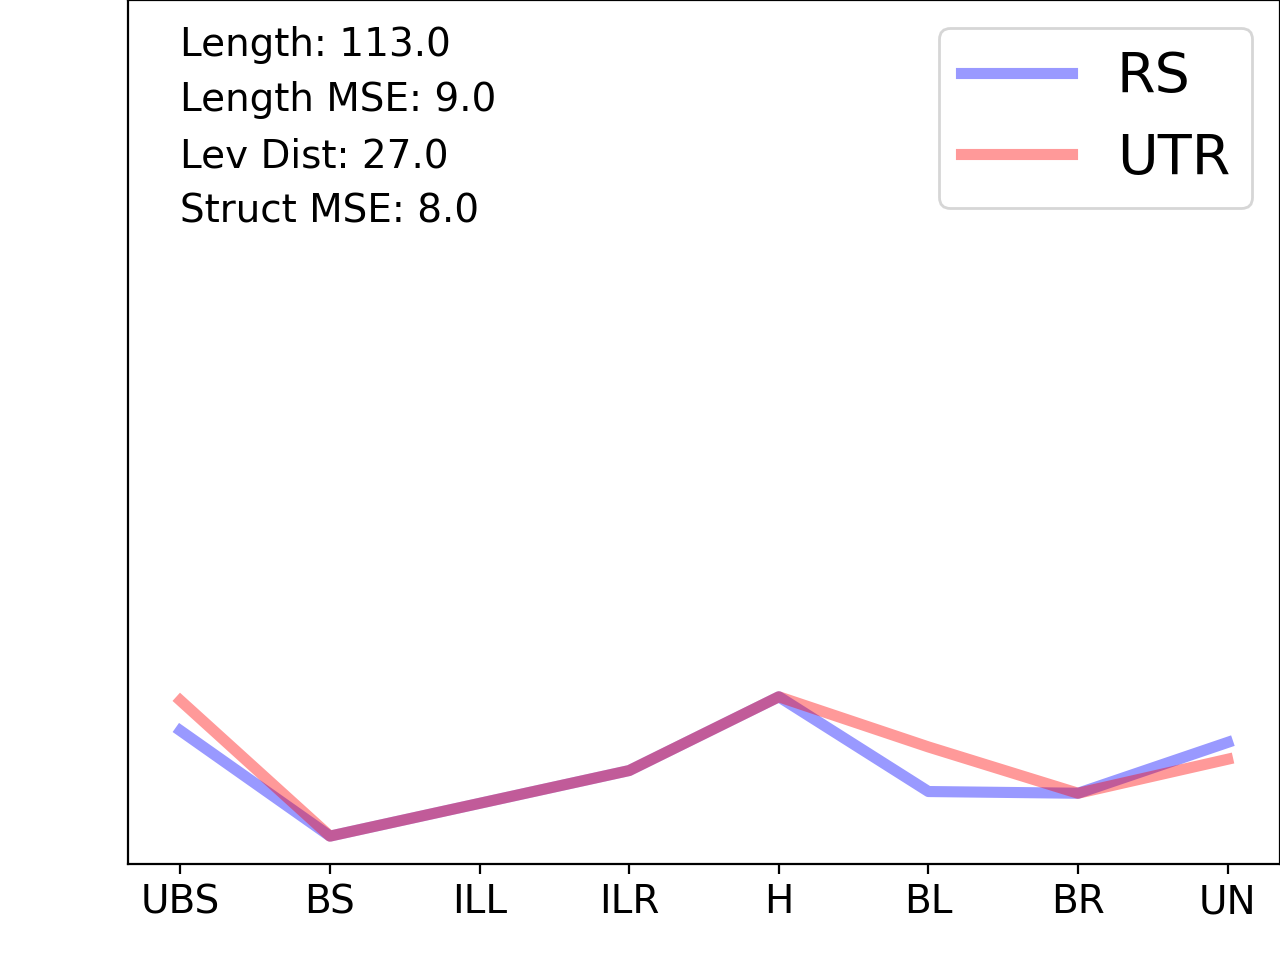 Length: 113.0
Length MSE: 9.0
Lev Dist: 27.0
Struct MSE: 8.0
RS
UTR
UBS BS ILL ILR H BL BR UN